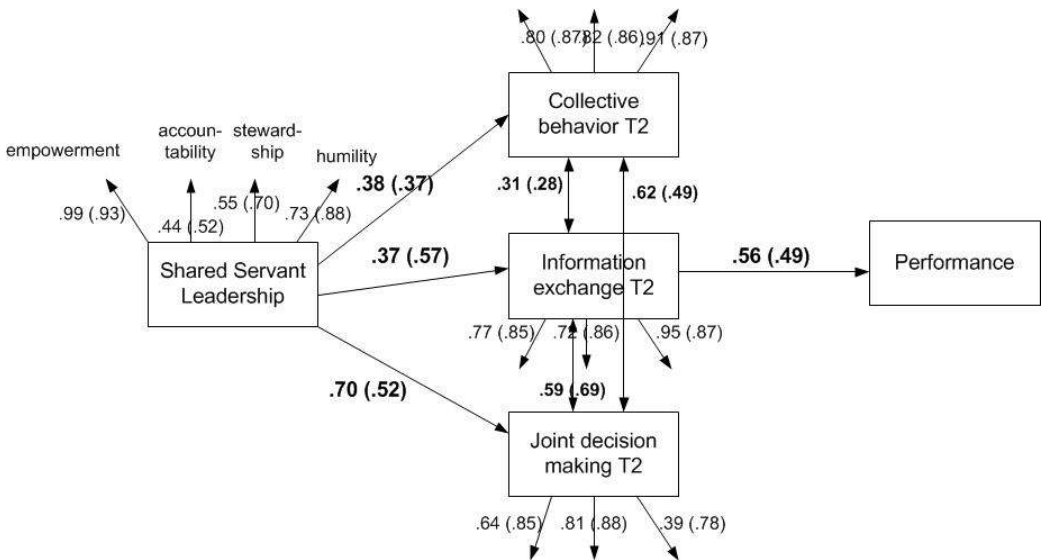 .80 (.87)
.82 (.86)
.91 (.87)
Collective
behavior T2
empowerment
accoun-
tability
steward-
ship
humility
.99 (.93)
.44 (.52)
.55 (.70)
.73 (.88)
.38 (.37)
.31 (.28)
.62 (.49)
Shared Servant
Leadership
.37 (.57)
Information
exchange T2
.56 (.49)
Performance
.77 (.85)
.72 (.86)
.95 (.87)
.70 (.52)
.59 (.69)
Joint decision
making T2
.64 (.85)
.81 (.88)
.39 (.78)